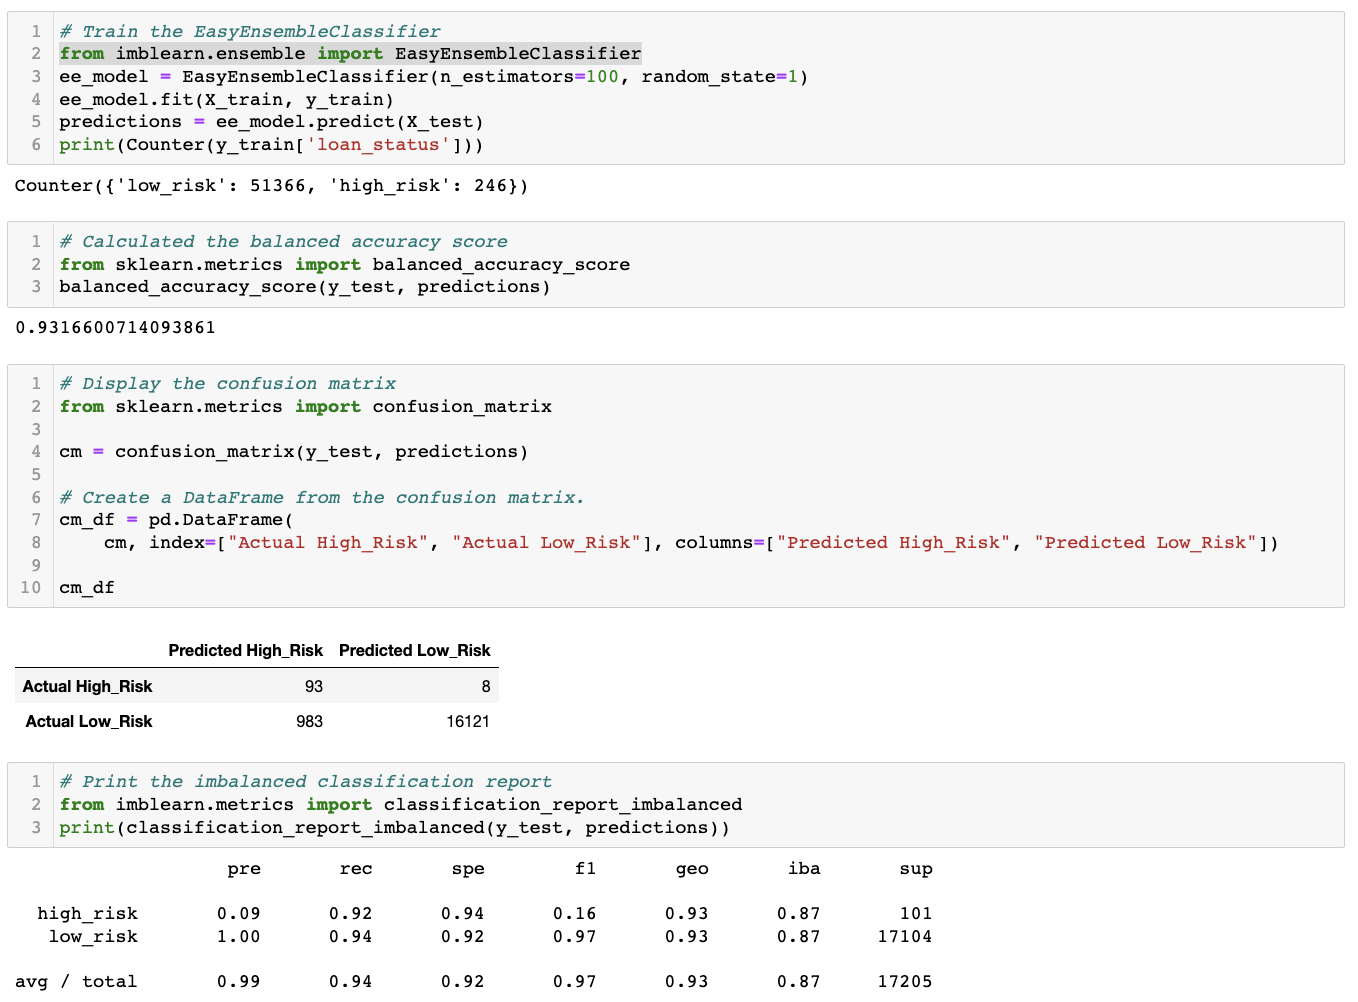 1 # Train the EasyEnsembleClassifier
2 from imblearn.ensemble import EasyEnsembleClassifier
3 ee_model = EasyEnsembleClassifier(n_estimators=100, random_state=1)
4 ee_model.fit(X_train, y_train)
5 predictions = ee_model.predict(X_test)
6 print(Counter(y_train['loan_status']))
Counter({'low_risk': 51366, 'high_risk': 246})
1 # Calculated the balanced accuracy score
2 from sklearn.metrics import balanced_accuracy_score
3 balanced_accuracy_score(y_test, predictions)
0.9316600714093861
1 # Display the confusion matrix
2 from sklearn.metrics import confusion_matrix
3
4 cm = confusion_matrix(y_test, predictions)
5
6 # Create a DataFrame from the confusion matrix.
7 cm_df = pd.DataFrame(
8     cm, index=["Actual High_Risk", "Actual Low_Risk"], columns=["Predicted High_Risk", "Predicted Low_Risk"])
9
10 cm_df
Predicted High_Risk Predicted Low_Risk
Actual High_Risk 93 8
Actual Low_Risk 983 16121
1 # Print the imbalanced classification report
2 from imblearn.metrics import classification_report_imbalanced
3 print(classification_report_imbalanced(y_test, predictions))
pre rec spe f1 geo iba sup
high_risk 0.09 0.92 0.94 0.16 0.93 0.87 101
low_risk 1.00 0.94 0.92 0.97 0.93 0.87 17104
avg / total 0.99 0.94 0.92 0.97 0.93 0.87 17205